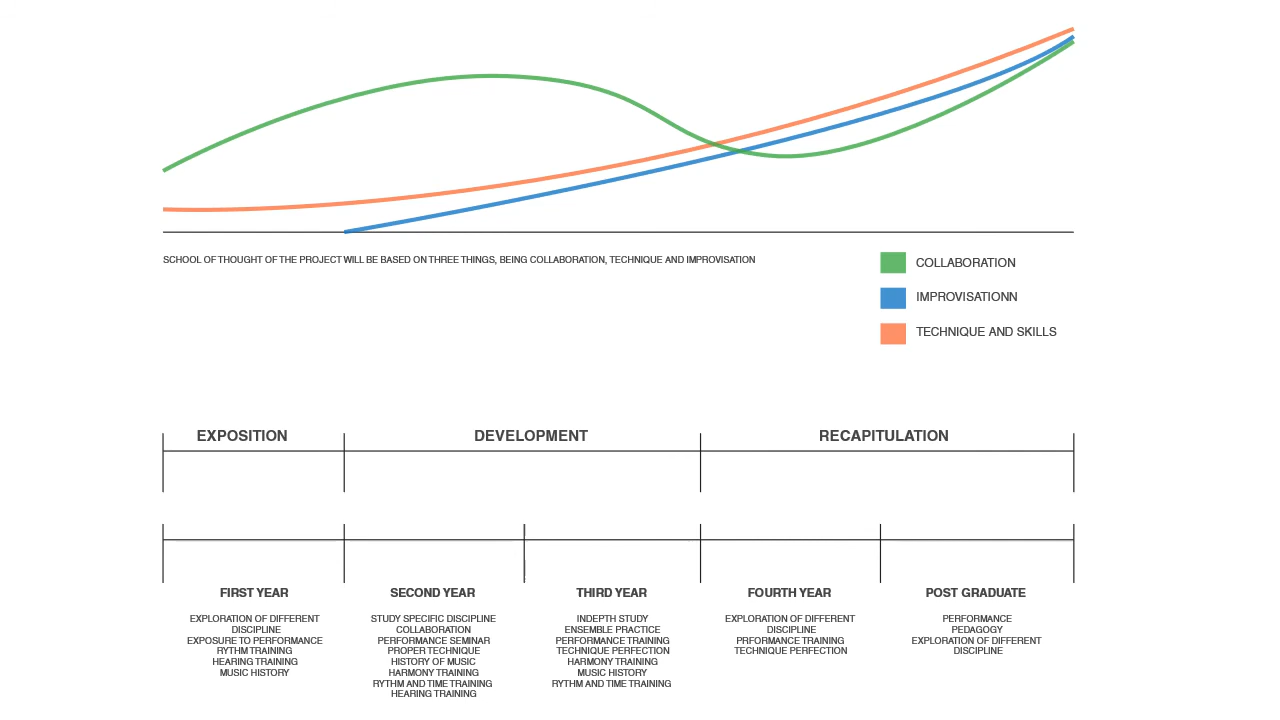 SCHOOL OF THOUGHT OF THE PROJECT WILL BE BASED ON THREE THINGS, BEING COLLABORATION, TECHNIQUE AND IMPROVISATION
COLLABORATION
IMPROVISATIONN
TECHNIQUE AND SKILLS
EXPOSITION
DEVELOPMENT
RECAPITULATION
FIRST YEAR
EXPLORATION OF DIFFERENT
DISCIPLINE
EXPOSURE TO PERFORMANCE
RYTHM TRAINING
HEARING TRAINING
MUSIC HISTORY
SECOND YEAR
STUDY SPECIFIC DISCIPLINE
COLLABORATION
PERFORMANCE SEMINAR
PROPER TECHNIQUE
HISTORY OF MUSIC
HARMONY TRAINING
RYTHM AND TIME TRAINING
HEARING TRAINING
THIRD YEAR
INDEPTH STUDY
ENSEMBLE PRACTICE
PERFORMANCE TRAINING
TECHNIQUE PERFECTION
HARMONY TRAINING
MUSIC HISTORY
RYTHM AND TIME TRAINING
FOURTH YEAR
EXPLORATION OF DIFFERENT
DISCIPLINE
PRFORMANCE TRAINING
TECHNIQUE PERFECTION
POST GRADUATE
PERFORMANCE
PEDAGOGY
EXPLORATION OF DIFFERENT
DISCIPLINE